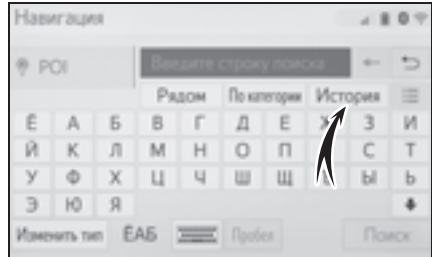 Навигация
POI Введите строку поиска
Рядом По категории История
Ё А Б В Г Д Е Ж З И
Й К Л М Н О П С Т
У Ф Х Ц Ч Ш Щ Ы Ь
Э Ю Я
Изменить тип ЁАБ Пробел Поиск